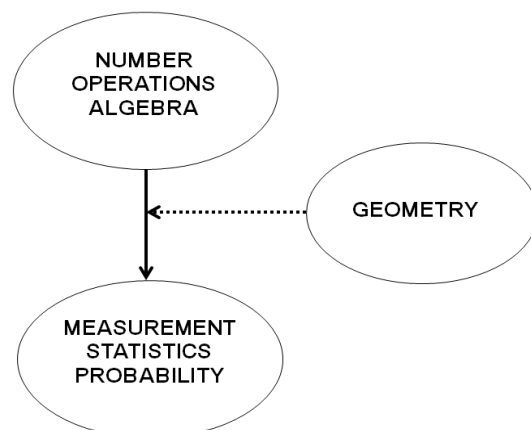 NUMBER
OPERATIONS
ALGEBRA
GEOMETRY
MEASUREMENT
STATISTICS
PROBABILITY